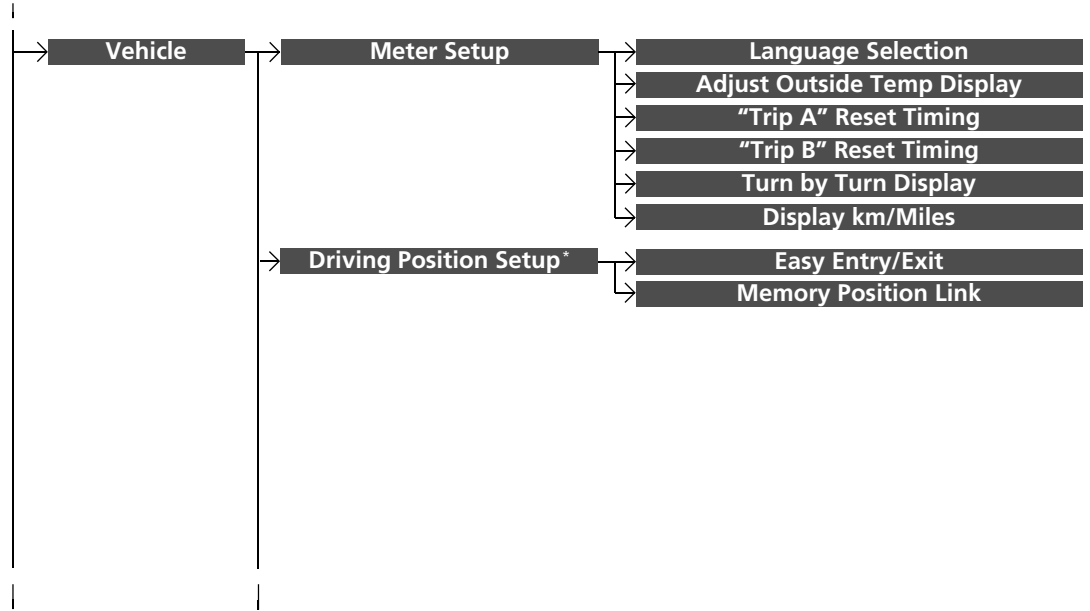 Vehicle
Meter Setup
Language Selection
Adjust Outside Temp Display
“Trip A” Reset Timing
“Trip B” Reset Timing
Turn by Turn Display
Display km/Miles
Driving Position Setup*
Easy Entry/Exit
Memory Position Link